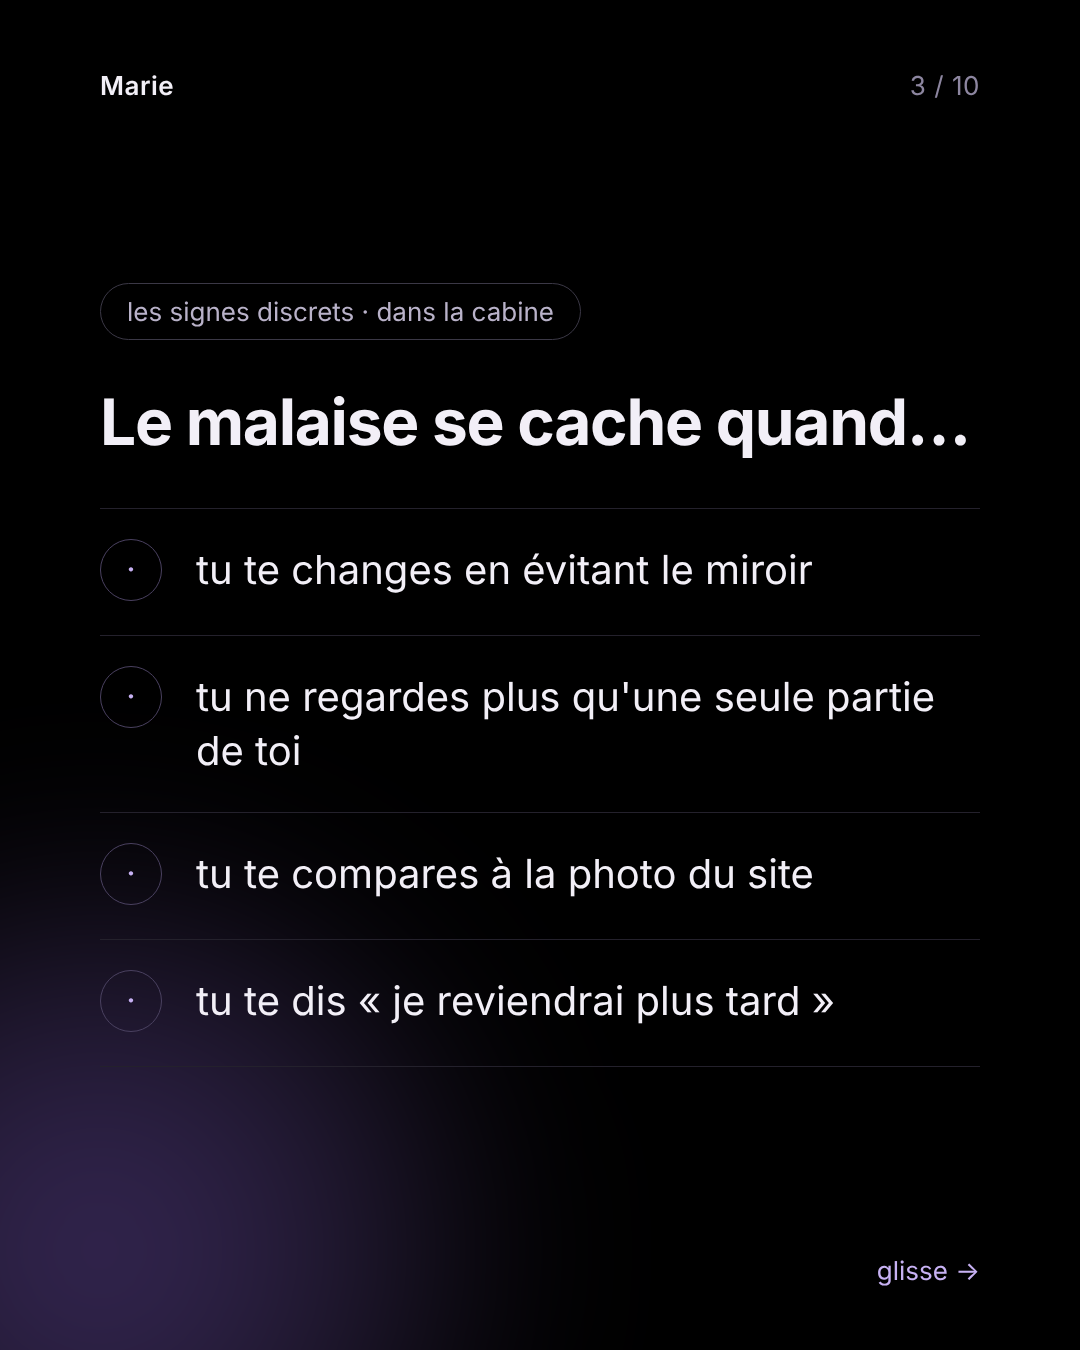 Marie
3 / 10
les signes discrets · dans la cabine
Le malaise se cache quand…
tu te changes en évitant le miroir
tu ne regardes plus qu'une seule partie
de toi
tu te compares à la photo du site
tu te dis « je reviendrai plus tard »
glisse →